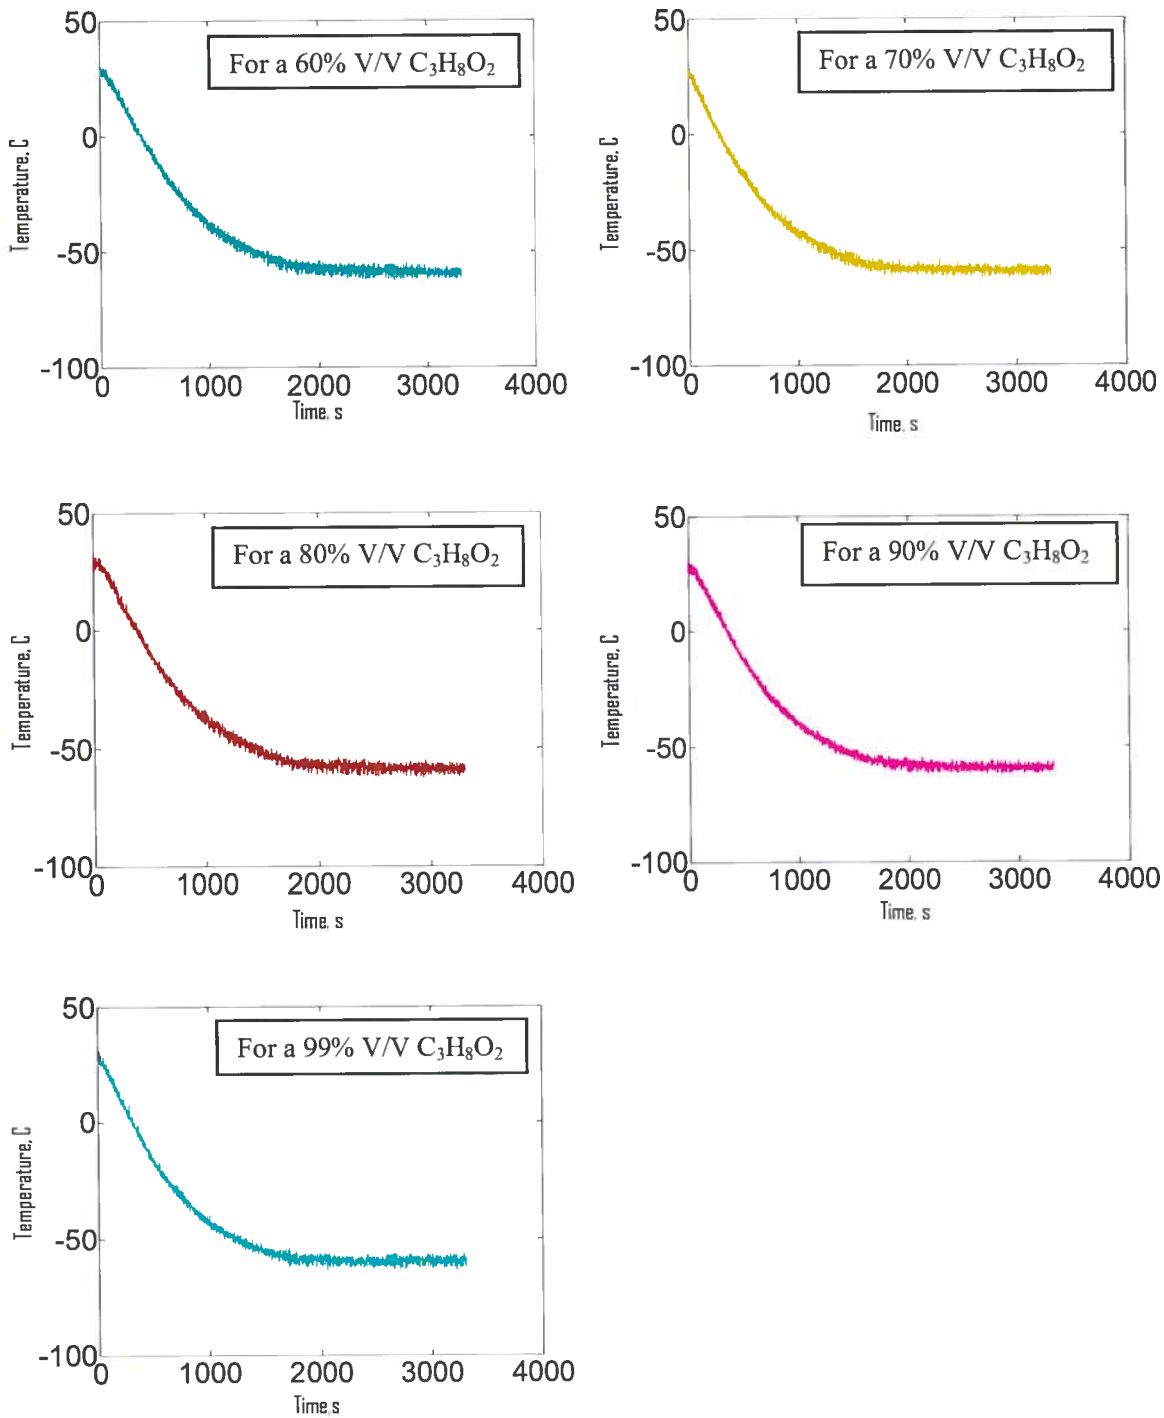 50
For a 60% V/V C₃H₈O₂
0
Temperature, C
-50
-100
0 1000 2000 3000 4000
Time, s
50
For a 70% V/V C₃H₈O₂
0
Temperature, C
-50
-100
0 1000 2000 3000 4000
Time, s
50
For a 80% V/V C₃H₈O₂
0
Temperature, C
-50
-100
0 1000 2000 3000 4000
Time, s
50
For a 90% V/V C₃H₈O₂
0
Temperature, C
-50
-100
0 1000 2000 3000 4000
Time, s
50
For a 99% V/V C₃H₈O₂
0
Temperature, C
-50
-100
0 1000 2000 3000 4000
Time,s